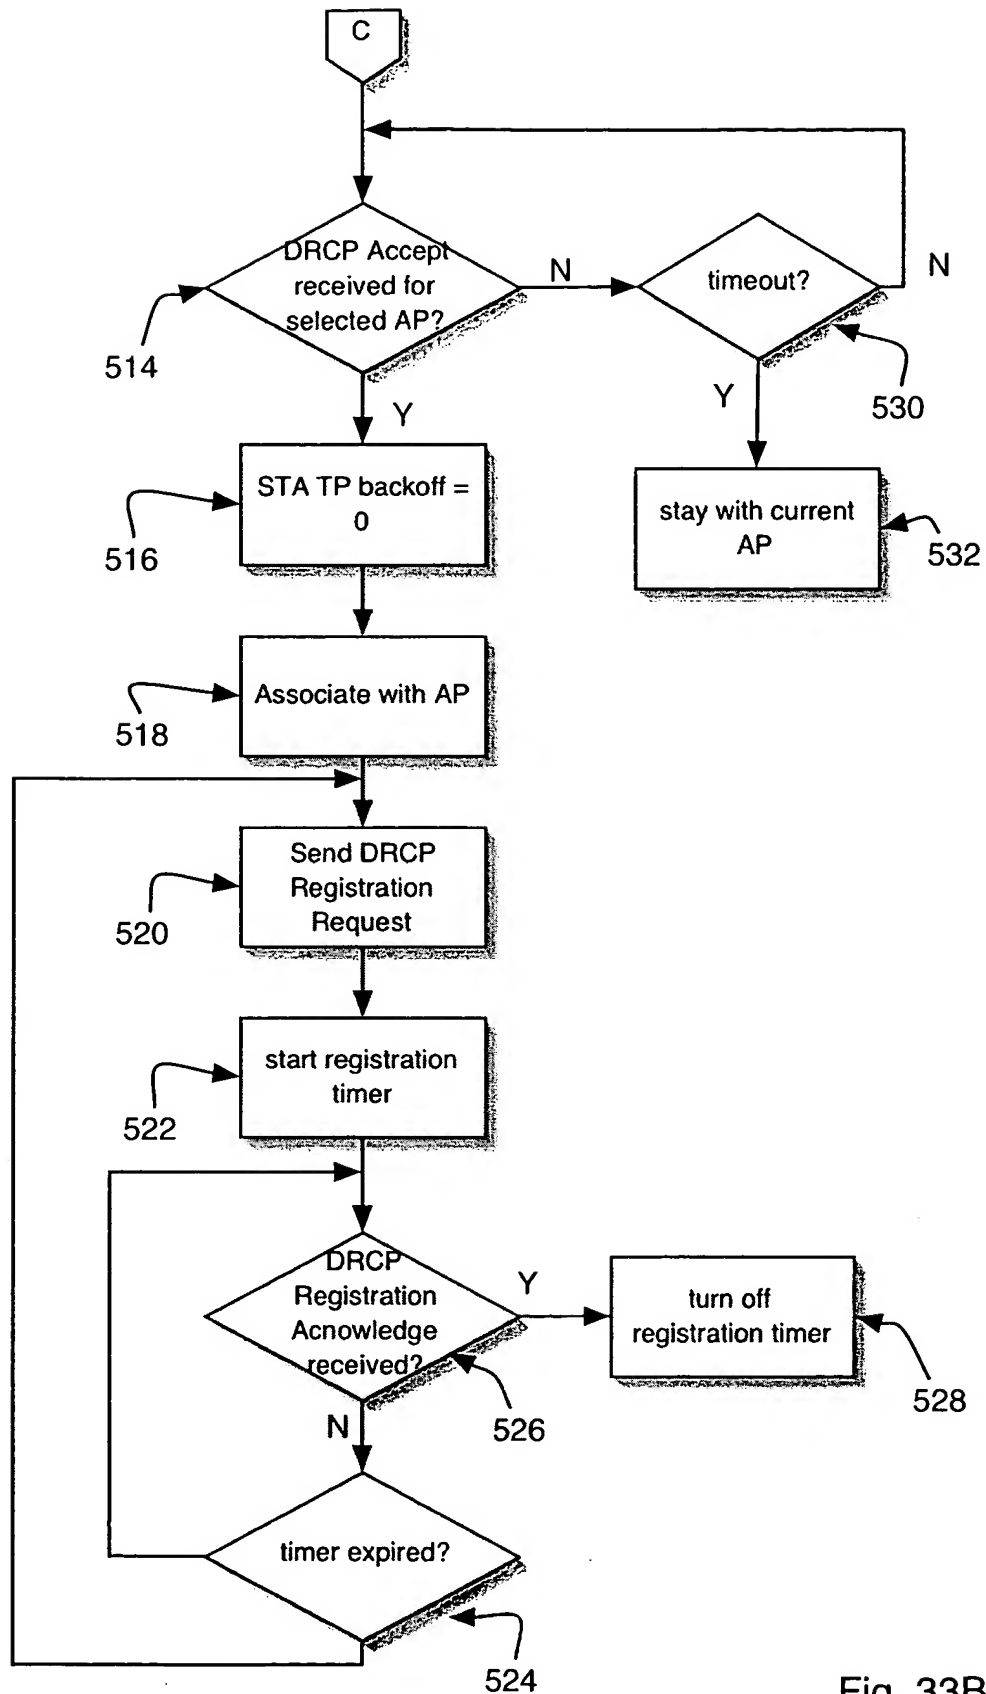 C
DRCP Accept
received for
selected AP?
N
timeout?
N
514
Y
Y
530
STA TP backoff =
0
516
stay with current
AP
532
Associate with AP
518
Send DRCP
Registration
Request
520
start registration
timer
522
DRCP
Registration
Acnowledge
received?
Y
turn off
registration timer
526
528
N
timer expired?
524
Fig. 33B